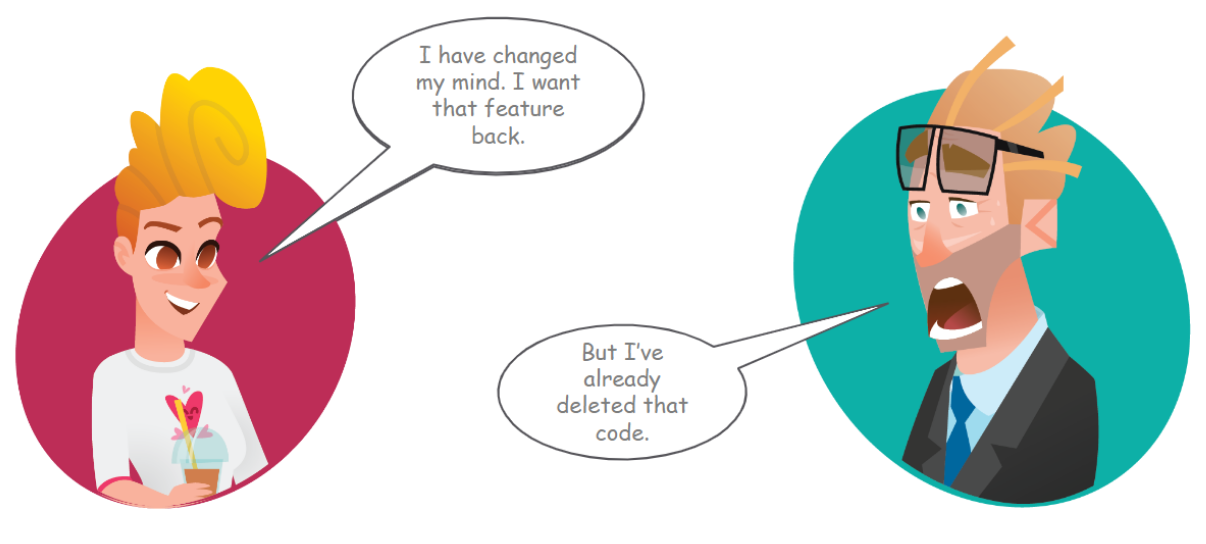 I have changed
my mind. I want
that feature
back.
But I've
already
deleted that
code.